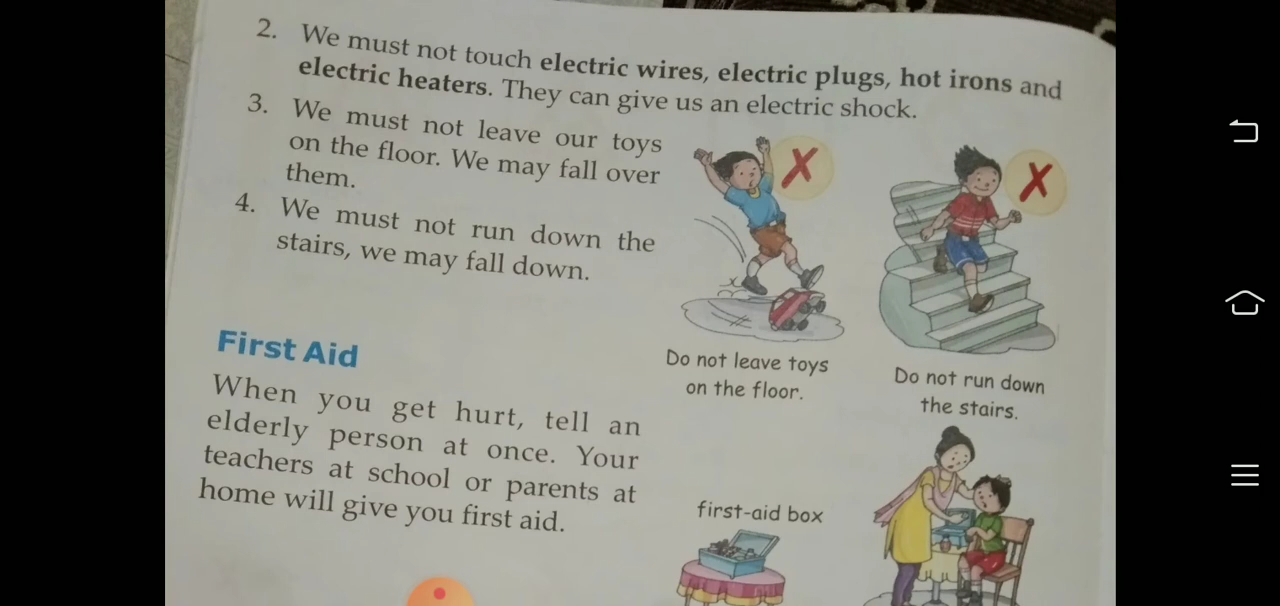 2. We must not touch electric wires, electric plugs, hot irons and
electric heaters. They can give us an electric shock.
3. We must not leave our toys
on the floor. We may fall over
them.
4. We must not run down the
stairs, we may fall down.
Do not leave toys
on the floor.
Do not run down
the stairs.
First Aid
When you get hurt, tell an
elderly person at once. Your
teachers at school or parents at
home will give you first aid.
first-aid box